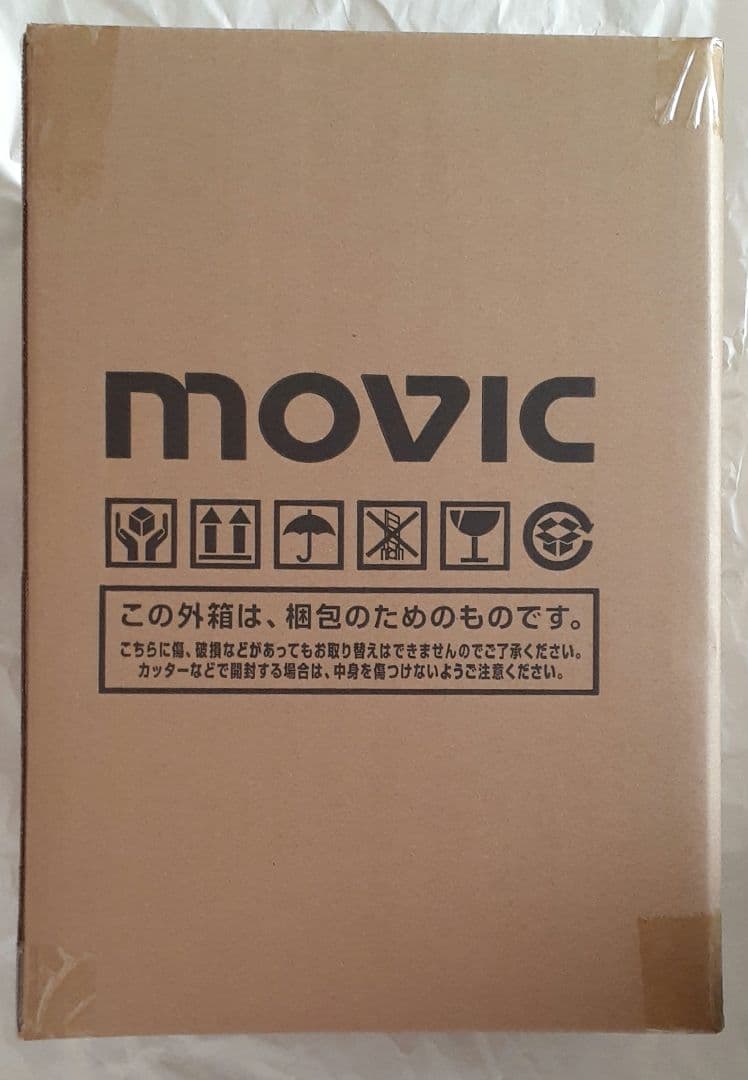 movic
この外箱は、梱包のためのものです。
こちらに傷、破損などがあってもお取り替えはできませんのでご了承ください。
カッターなどで開封する場合は、中身を傷つけないようご注意ください。